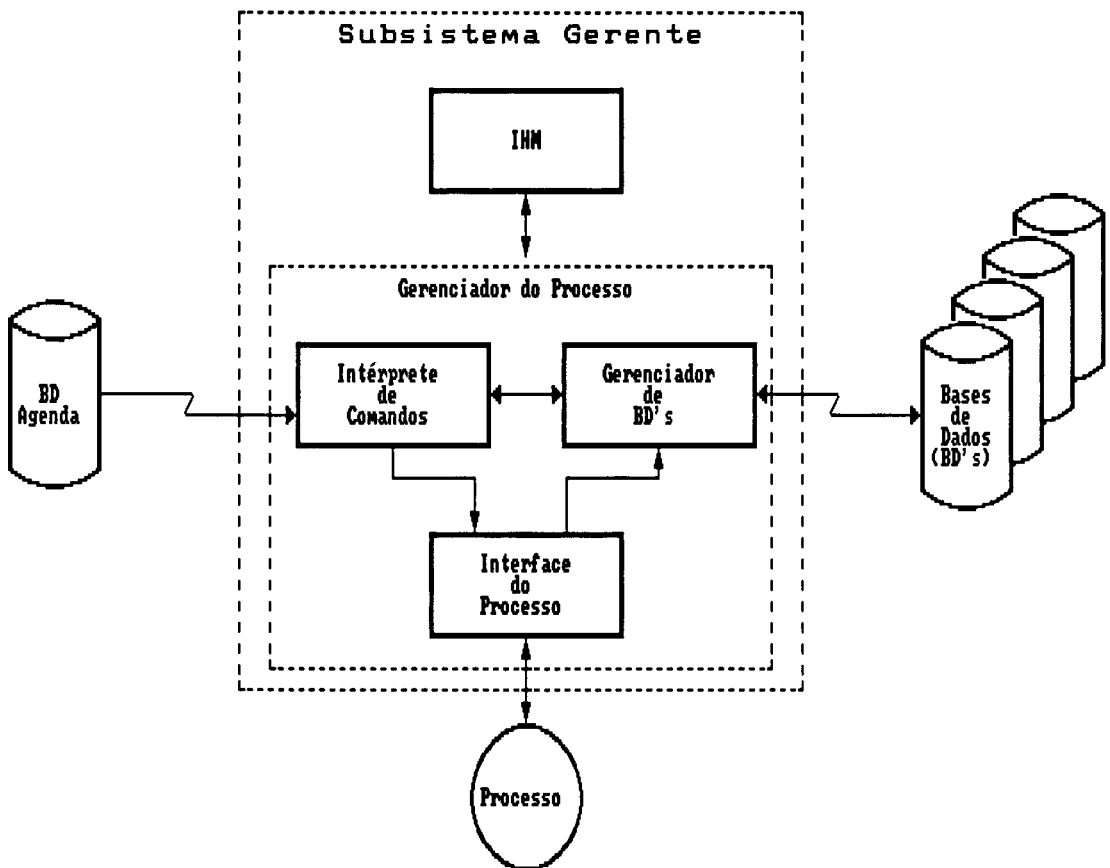 Subsistema Gerente
IHM
Gerenciador do Processo
BD
Agenda
Intérprete
de
Comandos
Gerenciador
de
BD's
Bases
de
Dados
(BD's)
Interface
do
Processo
Processo